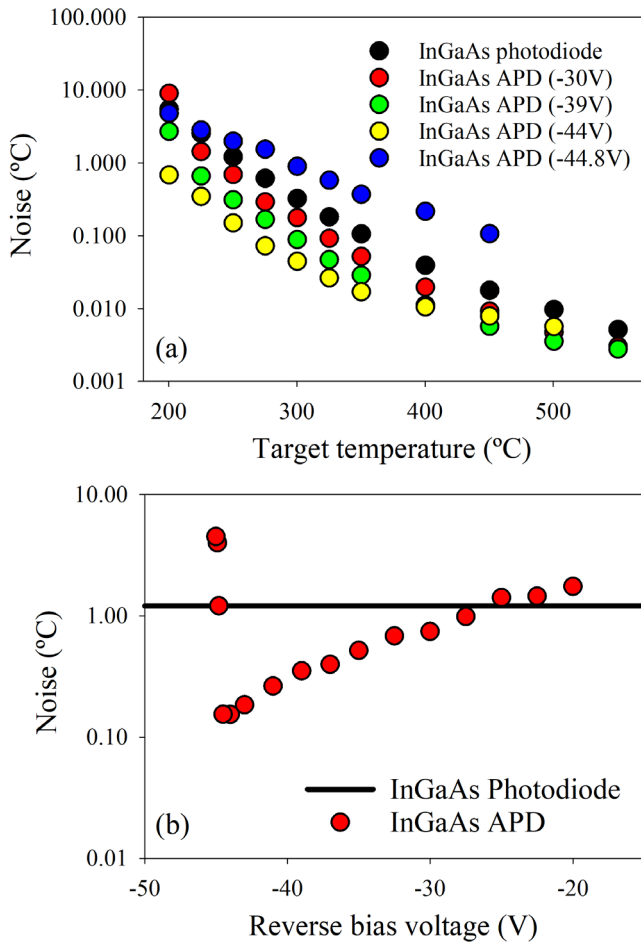 100.000
10.000
1.000
0.100
0.010
0.001
Noise (ºC)
InGaAs photodiode
InGaAs APD (-30V)
InGaAs APD (-39V)
InGaAs APD (-44V)
InGaAs APD (-44.8V)
(a)
200 300 400 500
Target temperature (ºC)
10.00
1.00
0.10
0.01
Noise (ºC)
InGaAs Photodiode
InGaAs APD
(b)
-50 -40 -30 -20
Reverse bias voltage (V)